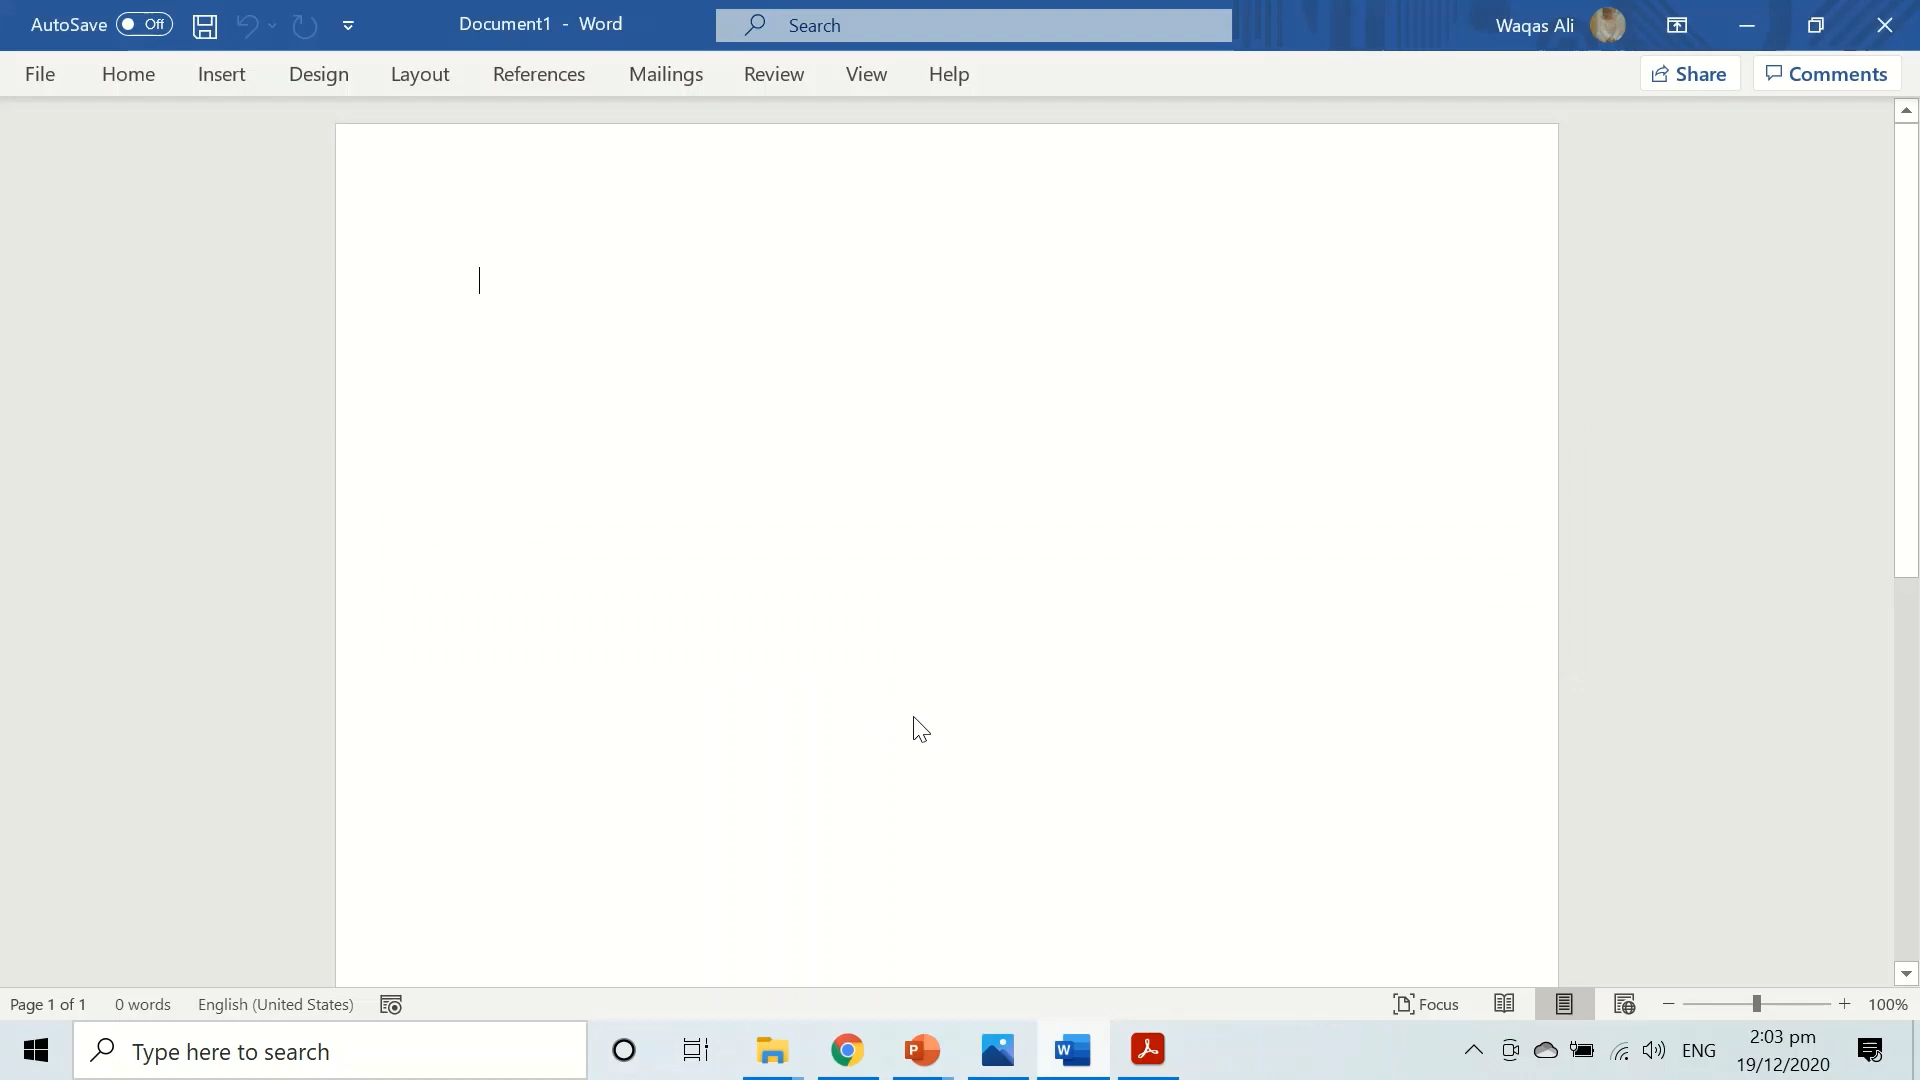 AutoSave Off Document1 - Word Search Waqas Ali
File Home Insert Design Layout References Mailings Review View Help Share Comments
Page 1 of 1 0 words English (United States) Focus 100%
Type here to search P W ENG 2:03 pm
19/12/2020